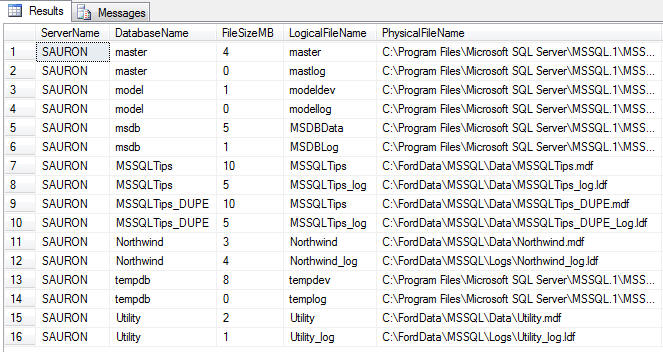 Results Messages
ServerName DatabaseName FileSizeMB LogicalFileName PhysicalFileName
1 SAURON master 4 master C:\Program Files\Microsoft SQL Server\MSSQL.1\MSS...
2 SAURON master 0 mastlog C:\Program Files\Microsoft SQL Server\MSSQL.1\MSS...
3 SAURON model 1 modeldev C:\Program Files\Microsoft SQL Server\MSSQL.1\MSS...
4 SAURON model 0 modellog C:\Program Files\Microsoft SQL Server\MSSQL.1\MSS...
5 SAURON msdb 5 MSDBData C:\Program Files\Microsoft SQL Server\MSSQL.1\MSS...
6 SAURON msdb 1 MSDBLog C:\Program Files\Microsoft SQL Server\MSSQL.1\MSS...
7 SAURON MSSQLTips 10 MSSQLTips C:\FordData\MSSQL\Data\MSSQLTips.mdf
8 SAURON MSSQLTips 5 MSSQLTips_log C:\FordData\MSSQL\Data\MSSQLTips_log.ldf
9 SAURON MSSQLTips_DUPE 10 MSSQLTips C:\FordData\MSSQL\Data\MSSQLTips_DUPE.mdf
10 SAURON MSSQLTips_DUPE 5 MSSQLTips_log C:\FordData\MSSQL\Data\MSSQLTips_DUPE_Log.ldf
11 SAURON Northwind 3 Northwind C:\FordData\MSSQL\Data\Northwind.mdf
12 SAURON Northwind 4 Northwind_log C:\FordData\MSSQL\Logs\Northwind_log.ldf
13 SAURON tempdb 8 tempdev C:\Program Files\Microsoft SQL Server\MSSQL.1\MSS...
14 SAURON tempdb 0 templog C:\Program Files\Microsoft SQL Server\MSSQL.1\MSS...
15 SAURON Utility 2 Utility C:\FordData\MSSQL\Data\Utility.mdf
16 SAURON Utility 1 Utility_log C:\FordData\MSSQL\Logs\Utility_log.ldf